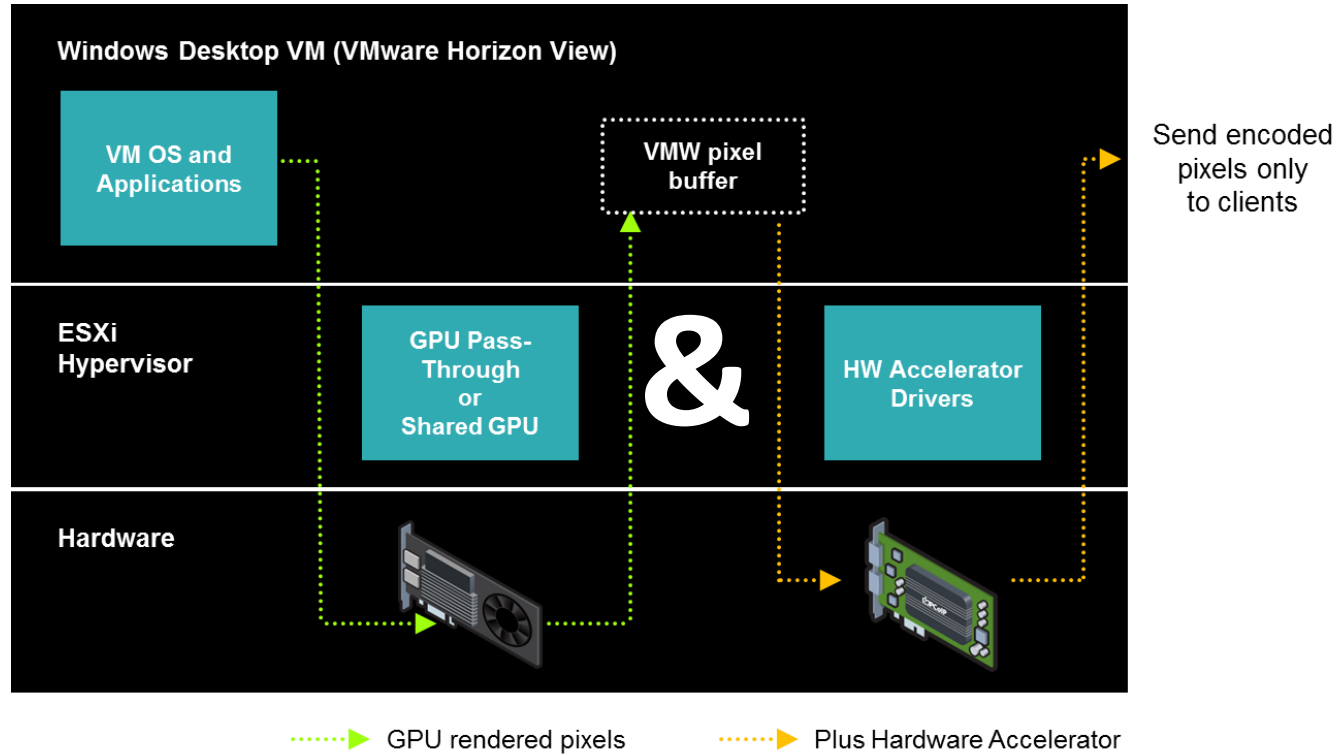 Windows Desktop VM (VMware Horizon View)
VM OS and
Applications
VMW pixel
buffer
Send encoded
pixels only
to clients
ESXi
Hypervisor
GPU Pass-
Through
or
Shared GPU
&
HW Accelerator
Drivers
Hardware
PCoIP
GPU rendered pixels
Plus Hardware Accelerator